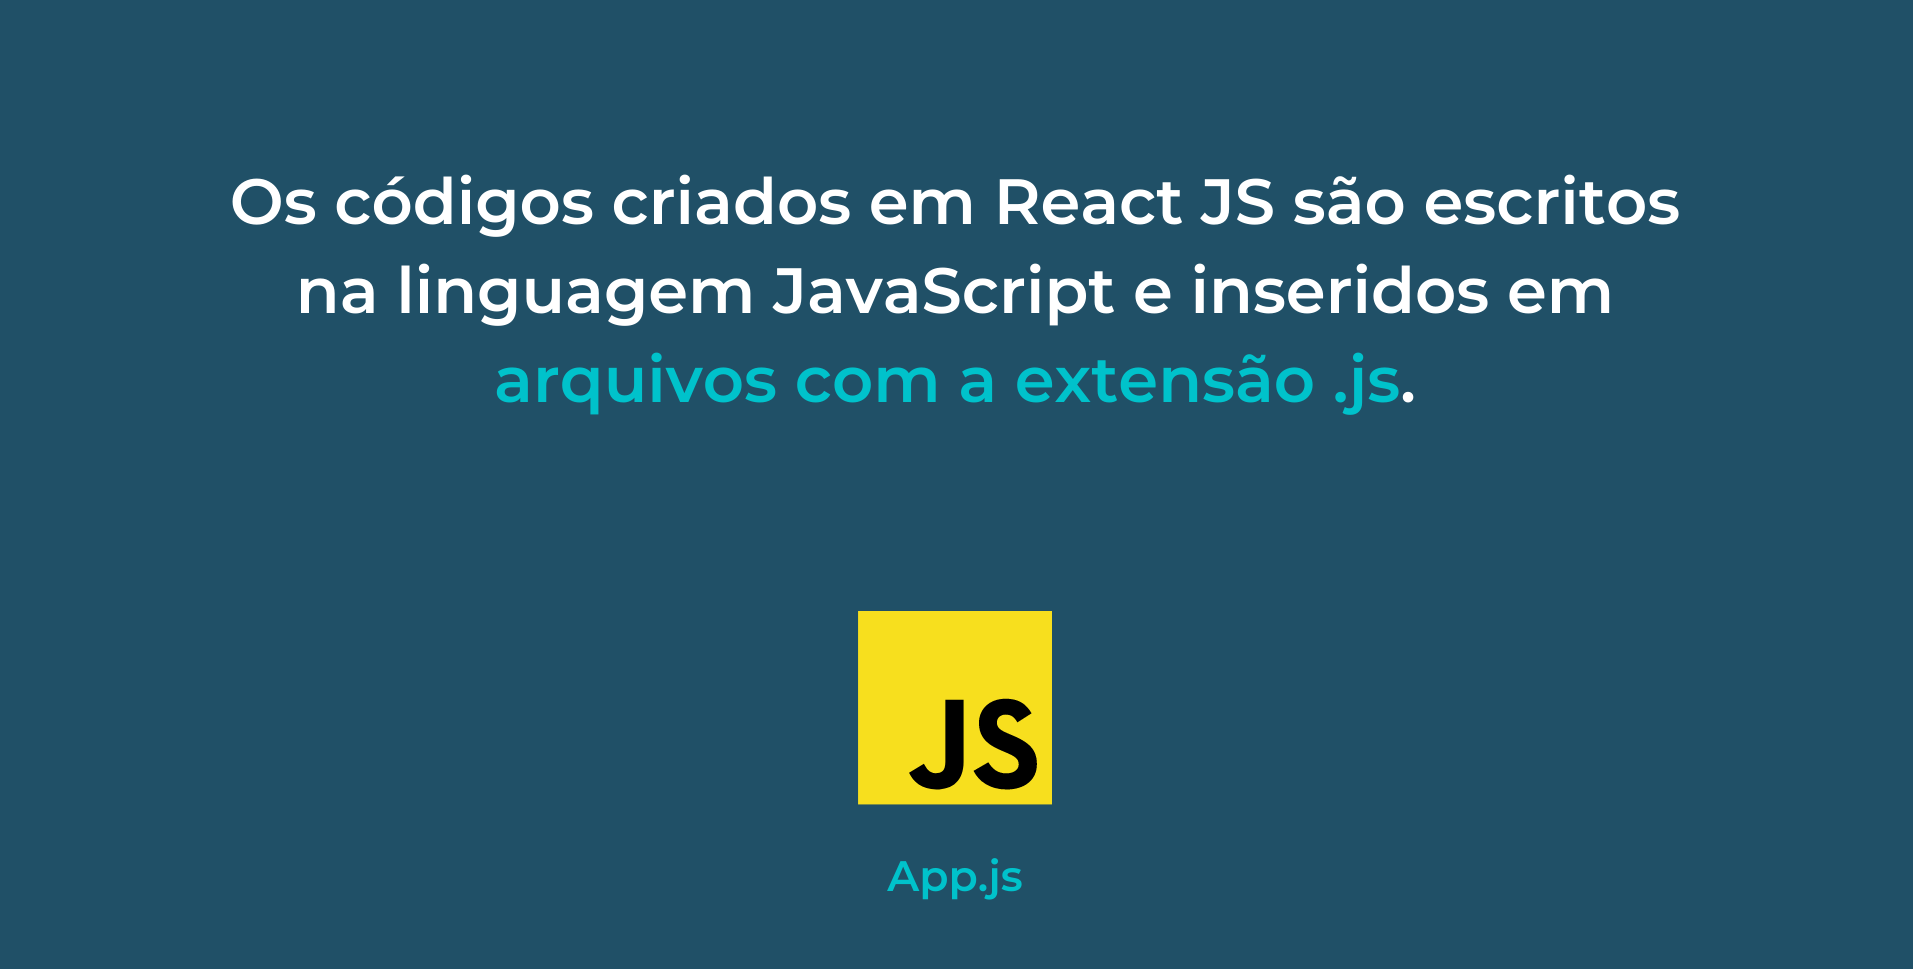 Os códigos criados em React JS são escritos
na linguagem JavaScript e inseridos em
arquivos com a extensão .js.
JS
App.js